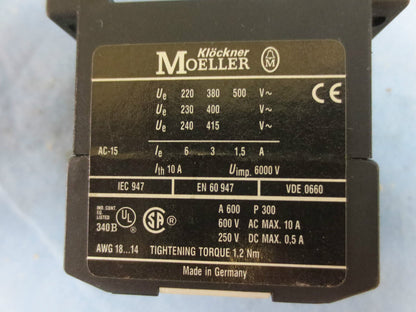 Klöckner
MOELLER
Ue 220 380 500 V~
Ue 230 400 V~
Ue 240 415 V~
CE
AC-15 Ie 6 3 1,5 A
Ith 10 A Uimp. 6000 V
IEC 947 EN 60 947 VDE 0660
IND. CONT. EQ. LISTED 340B
UL
SA
A 600 P 300
600 V AC MAX. 10 A
250 V DC MAX. 0,5 A
AWG 18...14 TIGHTENING TORQUE 1.2 Nm
Made in Germany